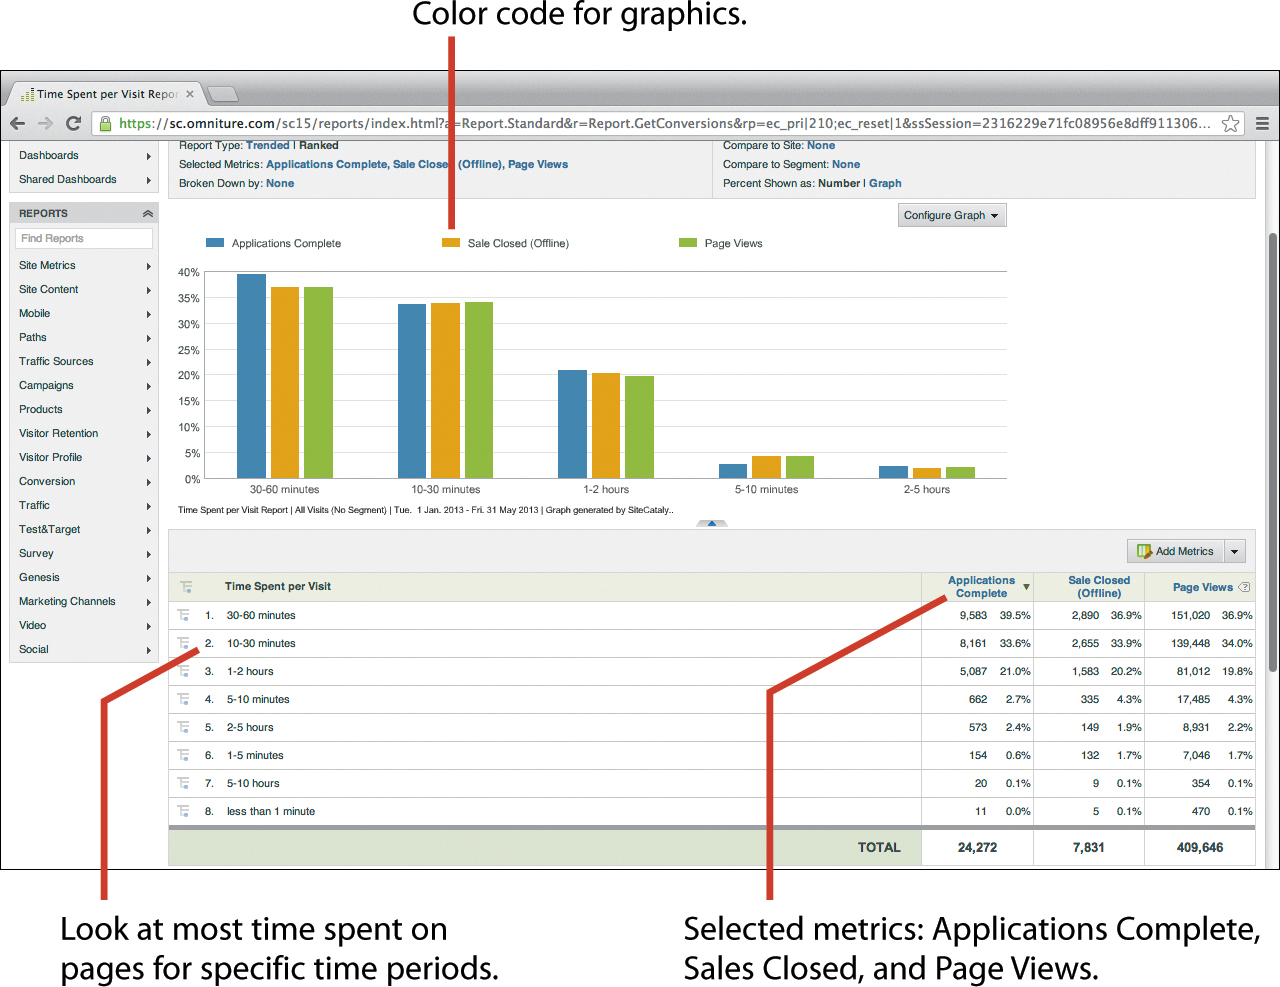 Color code for graphics.
Time Spent per Visit Repor
https://sc.omniture.com/sc15/reports/index.html?a=Report.Standard&r=Report.GetConversions&rp=ec_pri|210;ec_reset|1&ssSession=2316229e71fc08956e8dff911306...
Dashboards
Shared Dashboards
REPORTS
Find Reports
Site Metrics
Site Content
Mobile
Paths
Traffic Sources
Campaigns
Products
Visitor Retention
Visitor Profile
Conversion
Traffic
Test&Target
Survey
Genesis
Marketing Channels
Video
Social
Report Type: Trended | Ranked
Selected Metrics: Applications Complete, Sale Closed (Offline), Page Views
Broken Down by: None
Compare to Site: None
Compare to Segment: None
Percent Shown as: Number | Graph
Configure Graph
Applications Complete Sale Closed (Offline) Page Views
40%
35%
30%
25%
20%
15%
10%
5%
0%
30-60 minutes 10-30 minutes 1-2 hours 5-10 minutes 2-5 hours
Time Spent per Visit Report | All Visits (No Segment) | Tue. 1 Jan. 2013 - Fri. 31 May 2013 | Graph generated by SiteCataly..
Add Metrics
Time Spent per Visit Applications Complete Sale Closed (Offline) Page Views
1. 30-60 minutes 9,583 39.5% 2,890 36.9% 151,020 36.9%
2. 10-30 minutes 8,161 33.6% 2,655 33.9% 139,448 34.0%
3. 1-2 hours 5,087 21.0% 1,583 20.2% 81,012 19.8%
4. 5-10 minutes 662 2.7% 335 4.3% 17,485 4.3%
5. 2-5 hours 573 2.4% 149 1.9% 8,931 2.2%
6. 1-5 minutes 154 0.6% 132 1.7% 7,046 1.7%
7. 5-10 hours 20 0.1% 9 0.1% 354 0.1%
8. less than 1 minute 11 0.0% 5 0.1% 470 0.1%
TOTAL 24,272 7,831 409,646
Look at most time spent on
pages for specific time periods.
Selected metrics: Applications Complete,
Sales Closed, and Page Views.